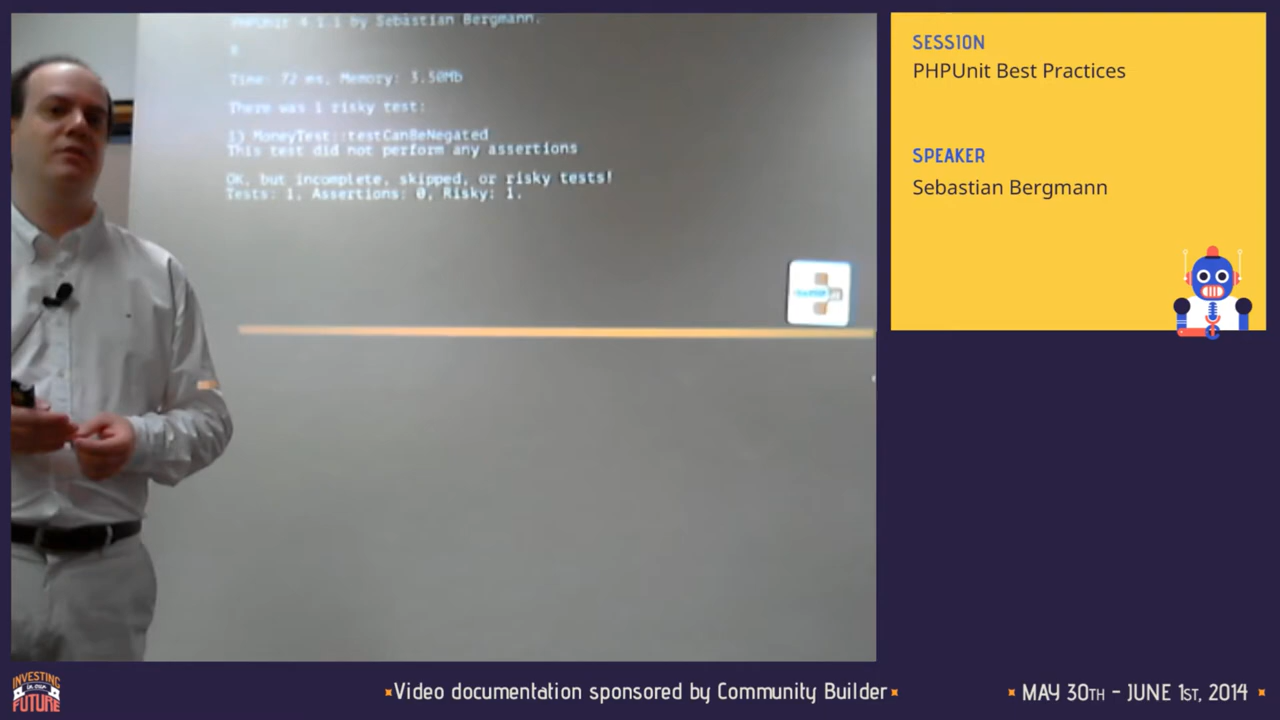 PHPUnit 4.1.1 by Sebastian Bergmann.
R
Time: 72 ms, Memory: 3.50Mb
There was 1 risky test:
1) MoneyTest::testCanBeNegated
This test did not perform any assertions
OK, but incomplete, skipped, or risky tests!
Tests: 1, Assertions: 0, Risky: 1.
SESSION
PHPUnit Best Practices
SPEAKER
Sebastian Bergmann
INVESTING
in our
FUTURE
Video documentation sponsored by Community Builder
MAY 30TH - JUNE 1ST, 2014